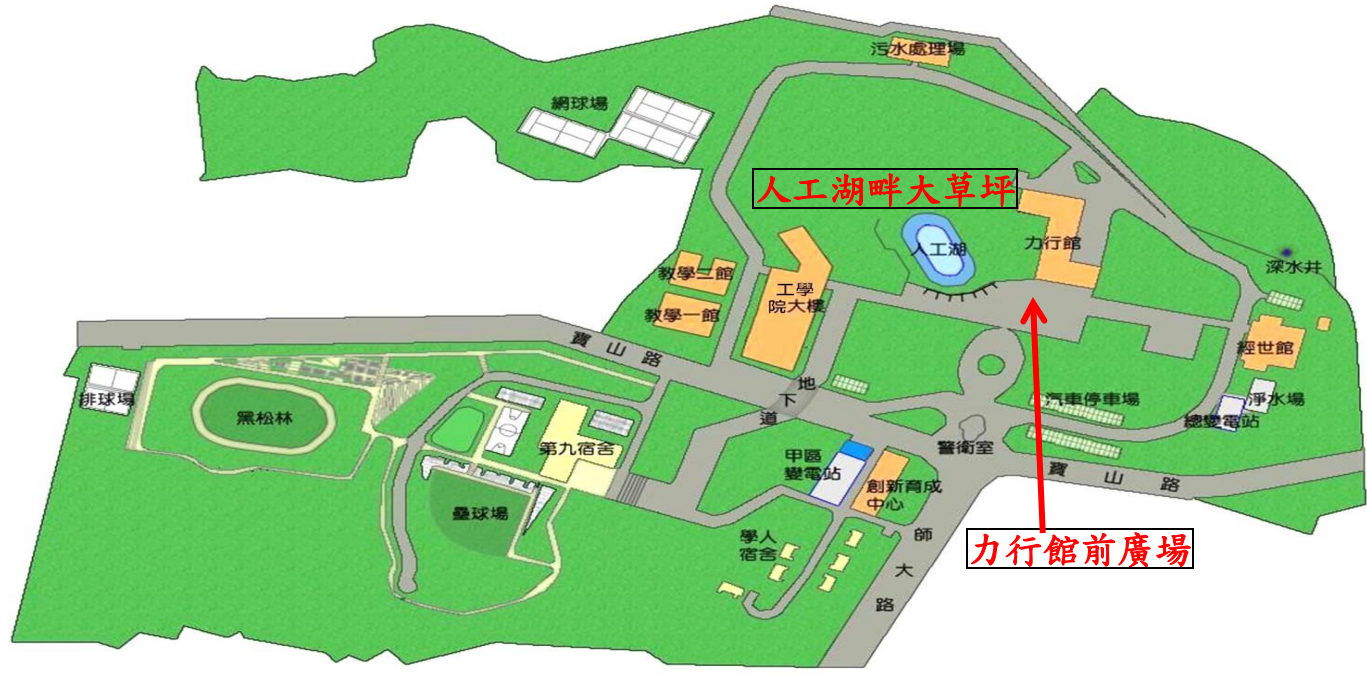 污水處理場
網球場
人工湖畔大草坪
人工湖
力行館
深水井
教學二館
教學一館
工學
院大樓
寶山路
經世館
排球場
黑松林
地下道
汽車停車場
淨水場
總變電站
第九宿舍
警衛室
甲區
變電站
創新育成
中心
寶山路
壘球場
學人
宿舍
師大路
力行館前廣場